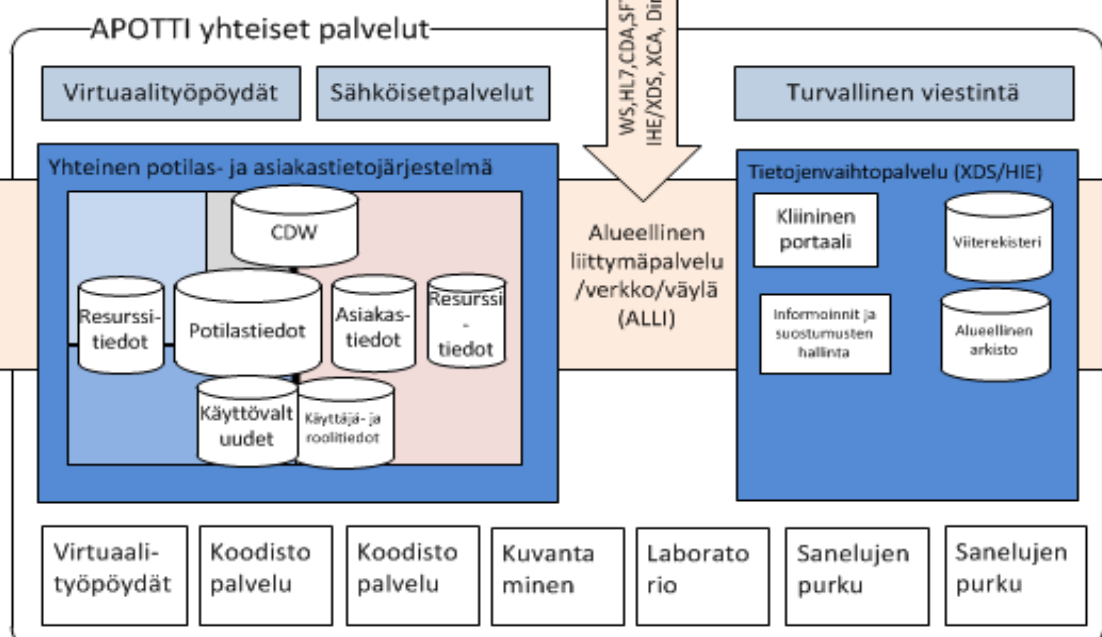 APOTTI yhteiset palvelut
WS,HL7,CDA,SFT
IHE/XDS, XCA,
Virtuaalityöpöydät
Sähköisetpalvelut
Turvallinen viestintä
Yhteinen potilas- ja asiakastietojärjestelmä
CDW
Resurssi-
tiedot
Potilastiedot
Asiakas-
tiedot
Resurssi
-
tiedot
Käyttövalt
uudet
Käyttäjä- ja
roolitiedot
Alueellinen
liittymäpalvelu
/verkko/väylä
(ALLI)
Tietojenvaihtopalvelu (XDS/HIE)
Kliininen
portaali
Viiterekisteri
Informoinnit ja
suostumusten
hallinta
Alueellinen
arkisto
Virtuaali-
työpöydät
Koodisto
palvelu
Koodisto
palvelu
Kuvanta
minen
Laborato
rio
Sanelujen
purku
Sanelujen
purku